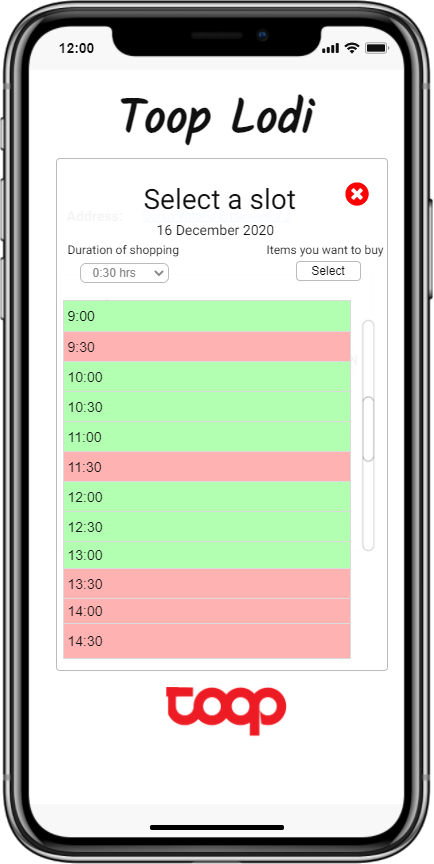 12:00
Toop Lodi
Select a slot
Address:
16 December 2020
Duration of shopping
Items you want to buy
0:30 hrs
Select
9:00
9:30
10:00
10:30
11:00
11:30
12:00
12:30
13:00
13:30
14:00
14:30
toop